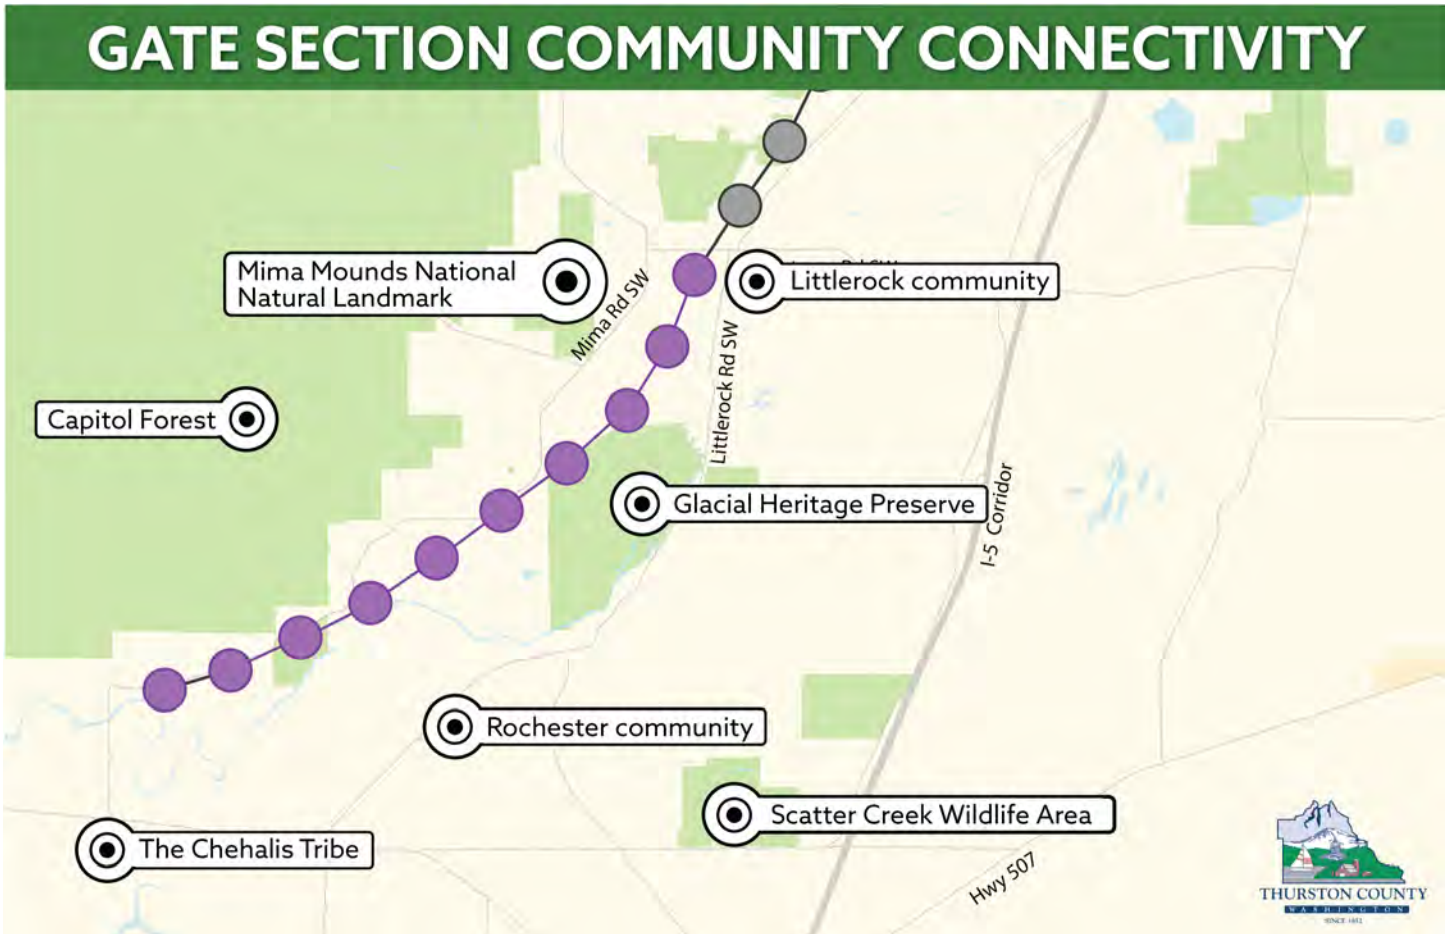 GATE SECTION COMMUNITY CONNECTIVITY
Mima Mounds National
Natural Landmark
Littlerock community
Mima Rd SW
Littlerock Rd SW
Capitol Forest
Glacial Heritage Preserve
I-5 Corridor
Rochester community
Scatter Creek Wildlife Area
The Chehalis Tribe
Hwy 507
THURSTON COUNTY
WASHINGTON
SINCE 1852